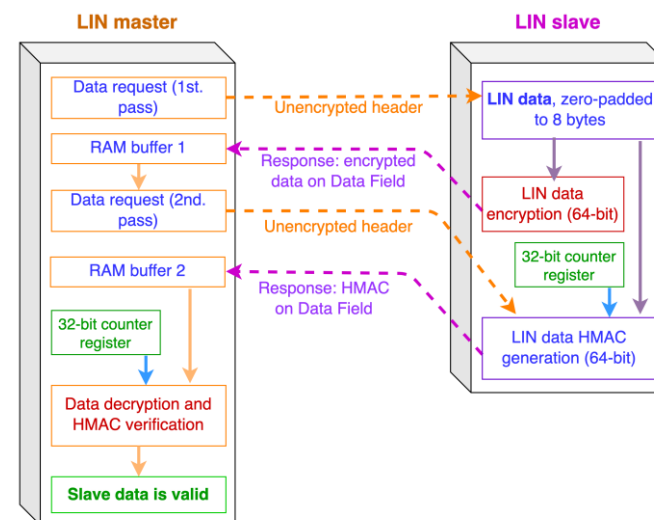 LIN master
LIN slave
Data request (1st.
pass)
Unencrypted header
LIN data, zero-padded
to 8 bytes
RAM buffer 1
Response: encrypted
data on Data Field
LIN data
encryption (64-bit)
Data request (2nd.
pass)
Unencrypted header
32-bit counter
register
RAM buffer 2
Response: HMAC
on Data Field
LIN data HMAC
generation (64-bit)
32-bit counter
register
Data decryption and
HMAC verification
Slave data is valid